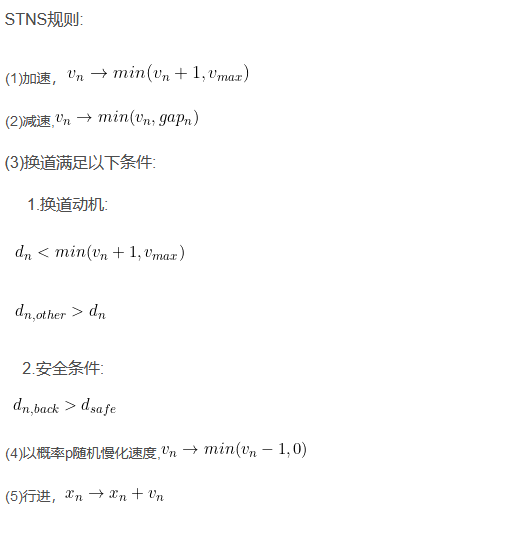 STNS规则:
(1)加速，v_n → min(v_n + 1, v_{max})
(2)减速,v_n → min(v_n, gap_n)
(3)换道满足以下条件:
1.换道动机:
d_n < min(v_n + 1, v_{max})
d_{n,other} > d_n
2.安全条件:
d_{n,back} > d_{safe}
(4)以概率p随机慢化速度,v_n → min(v_n − 1, 0)
(5)行进，x_n → x_n + v_n